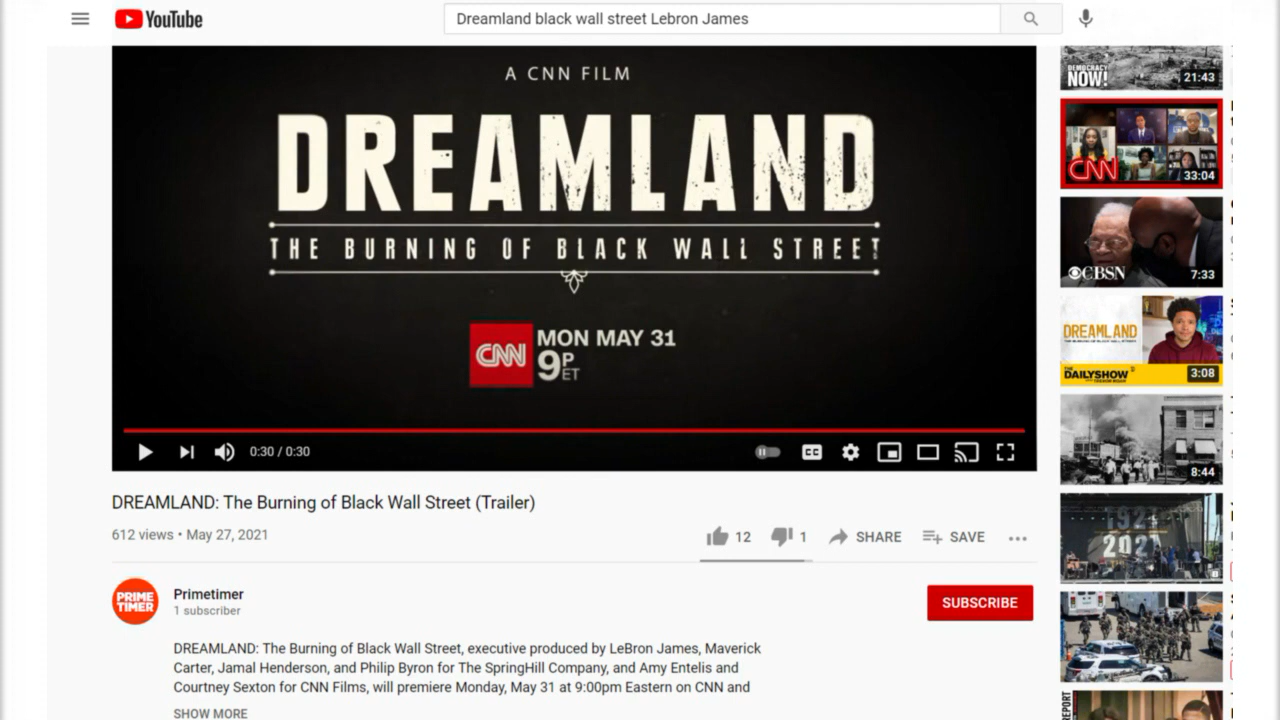 YouTube
Dreamland black wall street Lebron James
A CNN FILM
DREAMLAND
THE BURNING OF BLACK WALL STREET
CNN
MON MAY 31
9P
ET
0:30 / 0:30
CC
DREAMLAND: The Burning of Black Wall Street (Trailer)
612 views • May 27, 2021
12
1
SHARE
SAVE
PRIME
TIMER
Primetimer
1 subscriber
SUBSCRIBE
DREAMLAND: The Burning of Black Wall Street, executive produced by LeBron James, Maverick
Carter, Jamal Henderson, and Philip Byron for The SpringHill Company, and Amy Entelis and
Courtney Sexton for CNN Films, will premiere Monday, May 31 at 9:00pm Eastern on CNN and
SHOW MORE
DEMOCRACY
NOW!
21:43
CNN
33:04
CBSN
7:33
DREAMLAND
THE
DAILYSHOW
3:08
8:44
1921
2021
REPORT